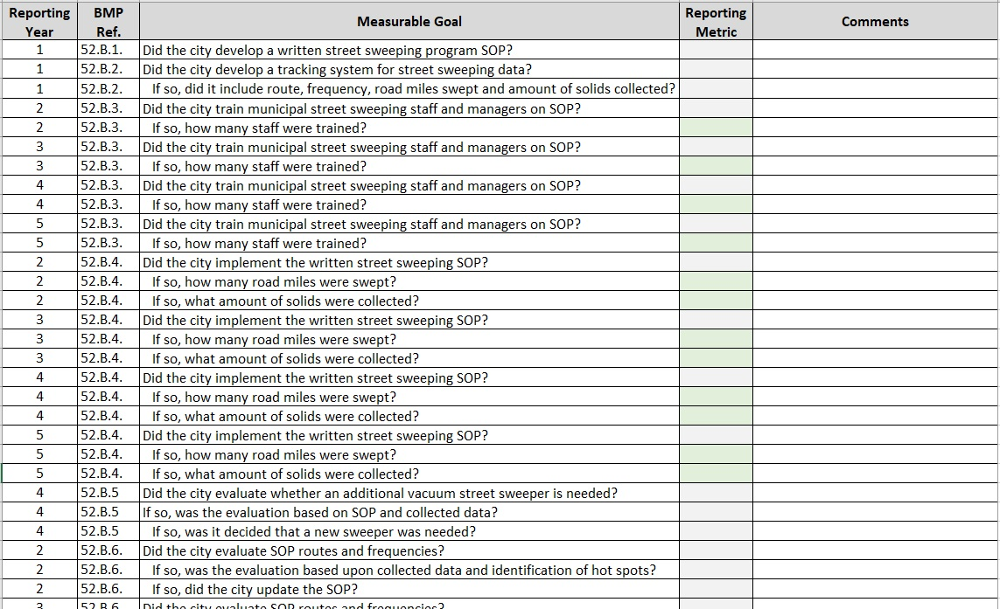 Reporting Year | BMP Ref. | Measurable Goal | Reporting Metric | Comments
1 52.B.1. Did the city develop a written street sweeping program SOP?
1 52.B.2. Did the city develop a tracking system for street sweeping data?
1 52.B.2. If so, did it include route, frequency, road miles swept and amount of solids collected?
2 52.B.3. Did the city train municipal street sweeping staff and managers on SOP?
2 52.B.3. If so, how many staff were trained?
3 52.B.3. Did the city train municipal street sweeping staff and managers on SOP?
3 52.B.3. If so, how many staff were trained?
4 52.B.3. Did the city train municipal street sweeping staff and managers on SOP?
4 52.B.3. If so, how many staff were trained?
5 52.B.3. Did the city train municipal street sweeping staff and managers on SOP?
5 52.B.3. If so, how many staff were trained?
2 52.B.4. Did the city implement the written street sweeping SOP?
2 52.B.4. If so, how many road miles were swept?
2 52.B.4. If so, what amount of solids were collected?
3 52.B.4. Did the city implement the written street sweeping SOP?
3 52.B.4. If so, how many road miles were swept?
3 52.B.4. If so, what amount of solids were collected?
4 52.B.4. Did the city implement the written street sweeping SOP?
4 52.B.4. If so, how many road miles were swept?
4 52.B.4. If so, what amount of solids were collected?
5 52.B.4. Did the city implement the written street sweeping SOP?
5 52.B.4. If so, how many road miles were swept?
5 52.B.4. If so, what amount of solids were collected?
4 52.B.5 Did the city evaluate whether an additional vacuum street sweeper is needed?
4 52.B.5 If so, was the evaluation based on SOP and collected data?
4 52.B.5 If so, was it decided that a new sweeper was needed?
2 52.B.6. Did the city evaluate SOP routes and frequencies?
2 52.B.6. If so, was the evaluation based upon collected data and identification of hot spots?
2 52.B.6. If so, did the city update the SOP?
3 52.B.6. Did the city evaluate SOP routes and frequencies?